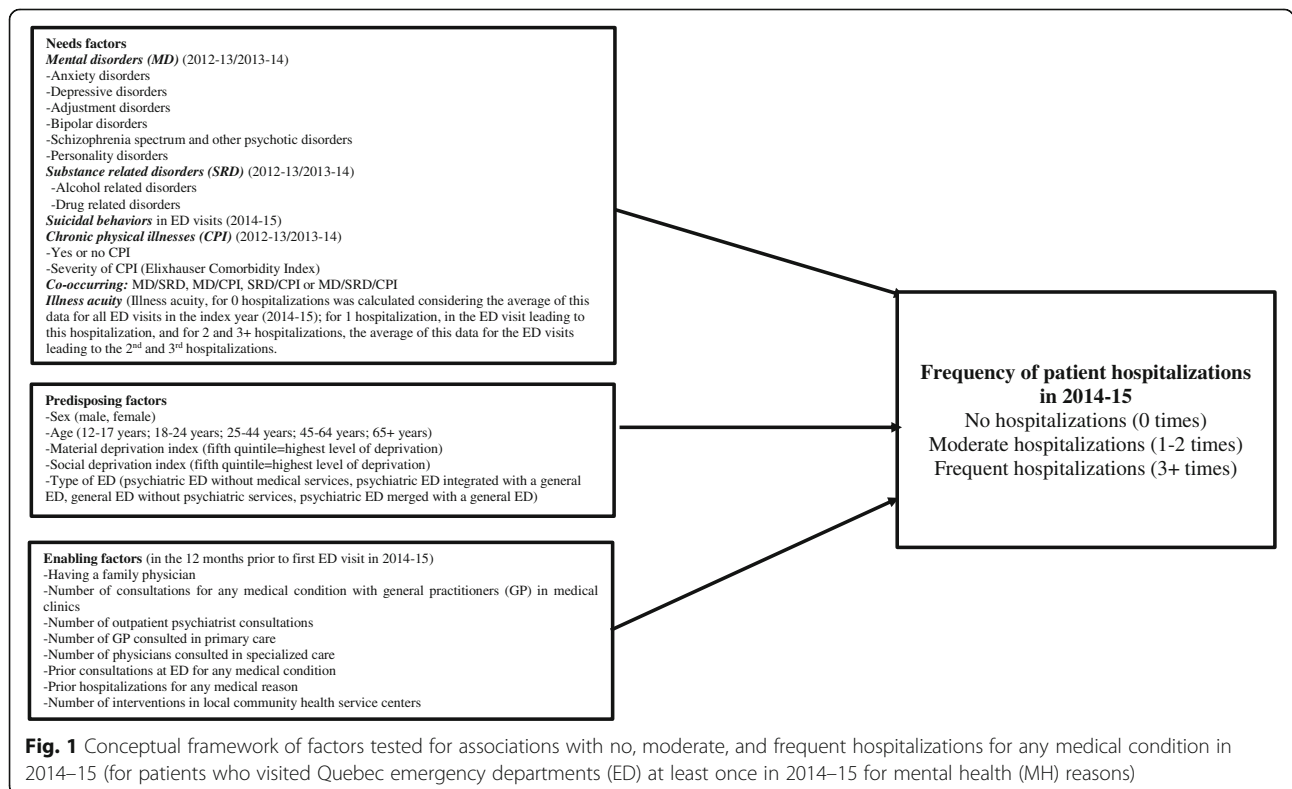 Needs factors
Mental disorders (MD) (2012-13/2013-14)
-Anxiety disorders
-Depressive disorders
-Adjustment disorders
-Bipolar disorders
-Schizophrenia spectrum and other psychotic disorders
-Personality disorders
Substance related disorders (SRD) (2012-13/2013-14)
-Alcohol related disorders
-Drug related disorders
Suicidal behaviors in ED visits (2014-15)
Chronic physical illnesses (CPI) (2012-13/2013-14)
-Yes or no CPI
-Severity of CPI (Elixhauser Comorbidity Index)
Co-occurring: MD/SRD, MD/CPI, SRD/CPI or MD/SRD/CPI
Illness acuity (Illness acuity, for 0 hospitalizations was calculated considering the average of this
data for all ED visits in the index year (2014-15); for 1 hospitalization, in the ED visit leading to
this hospitalization, and for 2 and 3+ hospitalizations, the average of this data for the ED visits
leading to the 2nd and 3rd hospitalizations.
Predisposing factors
-Sex (male, female)
-Age (12-17 years; 18-24 years; 25-44 years; 45-64 years; 65+ years)
-Material deprivation index (fifth quintile=highest level of deprivation)
-Social deprivation index (fifth quintile=highest level of deprivation)
-Type of ED (psychiatric ED without medical services, psychiatric ED integrated with a general
ED, general ED without psychiatric services, psychiatric ED merged with a general ED)
Enabling factors (in the 12 months prior to first ED visit in 2014-15)
-Having a family physician
-Number of consultations for any medical condition with general practitioners (GP) in medical
clinics
-Number of outpatient psychiatrist consultations
-Number of GP consulted in primary care
-Number of physicians consulted in specialized care
-Prior consultations at ED for any medical condition
-Prior hospitalizations for any medical reason
-Number of interventions in local community health service centers
Frequency of patient hospitalizations
in 2014-15
No hospitalizations (0 times)
Moderate hospitalizations (1-2 times)
Frequent hospitalizations (3+ times)
Fig. 1 Conceptual framework of factors tested for associations with no, moderate, and frequent hospitalizations for any medical condition in
2014–15 (for patients who visited Quebec emergency departments (ED) at least once in 2014–15 for mental health (MH) reasons)